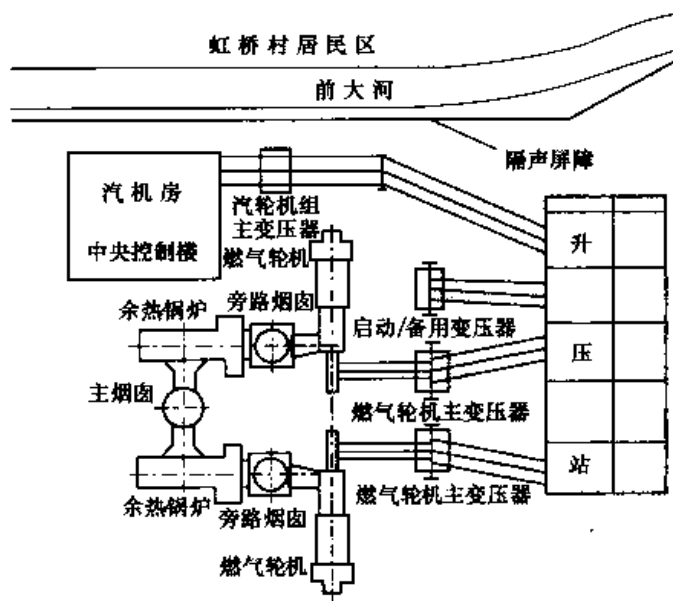 虹桥村居民区
前大河
隔声屏障
汽机房
中央控制楼
汽轮机组
主变压器
燃气轮机
升
余热锅炉
旁路烟囱
启动/备用变压器
压
主烟囱
燃气轮机主变压器
站
余热锅炉
旁路烟囱
燃气轮机主变压器
燃气轮机